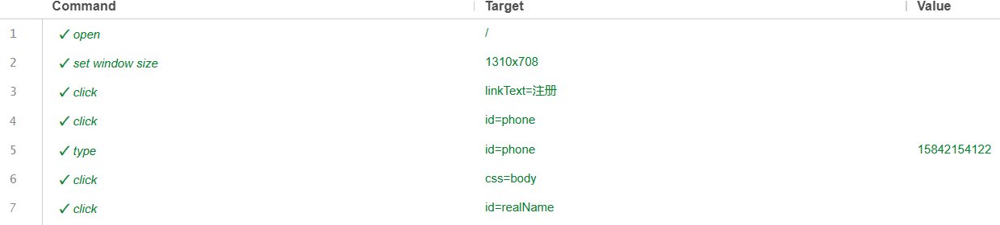 Command Target Value
1 ✓ open /
2 ✓ set window size 1310x708
3 ✓ click linkText=注册
4 ✓ click id=phone
5 ✓ type id=phone 15842154122
6 ✓ click css=body
7 ✓ click id=realName